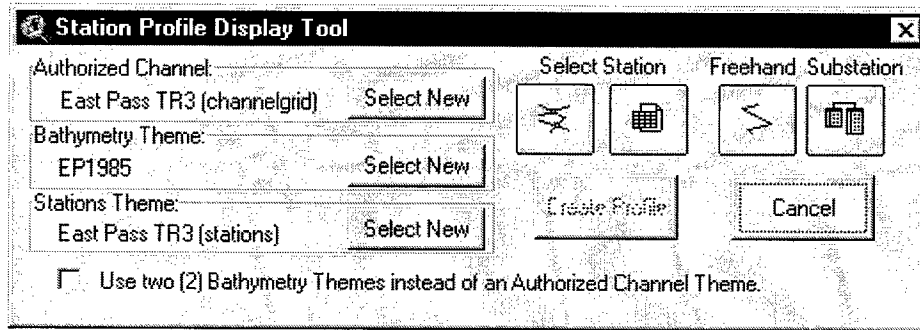 Station Profile Display Tool
Authorized Channel:
East Pass TR3 (channelgrid)
Select New
Bathymetry Theme:
EP1985
Select New
Stations Theme:
East Pass TR3 (stations)
Select New
Select Station
Freehand Substation
Create Profile
Cancel
Use two (2) Bathymetry Themes instead of an Authorized Channel Theme.